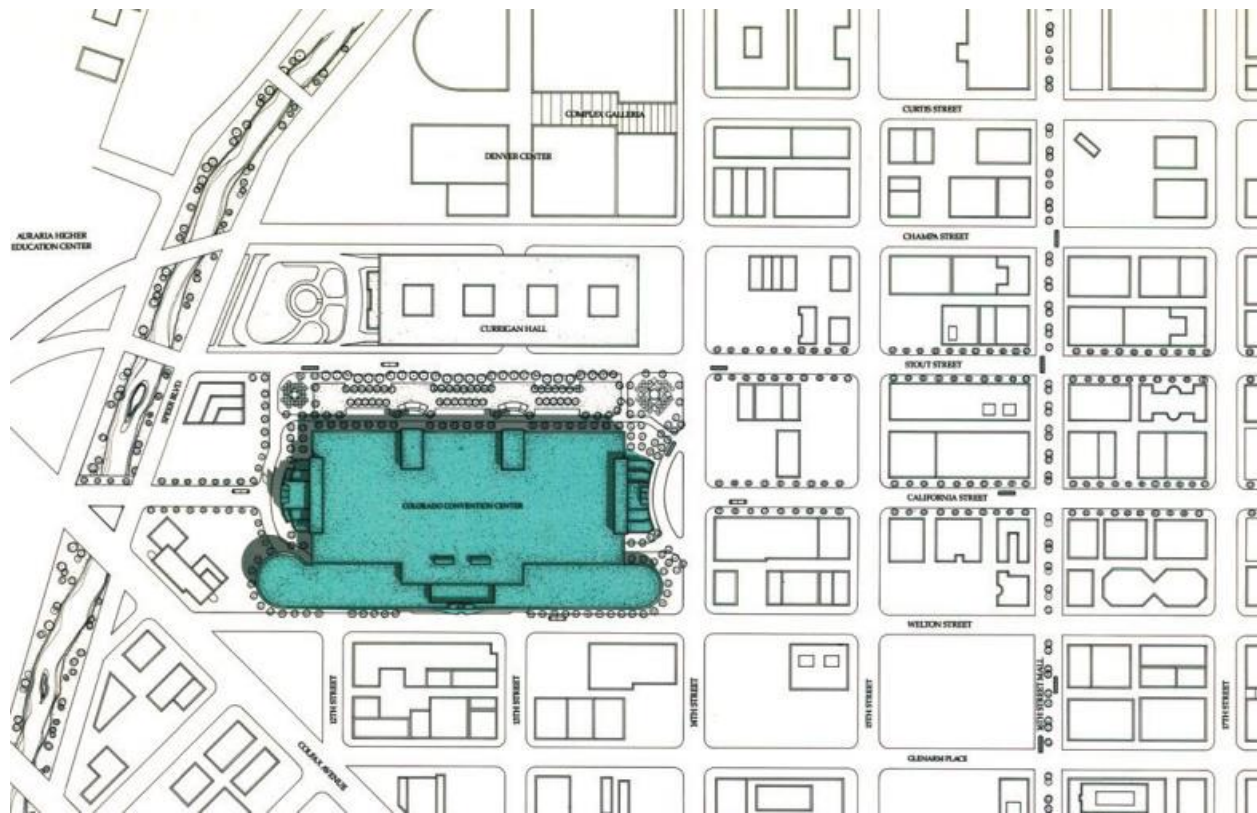 CURTIS STREET
COMPLEX GALLERIA
DENVER CENTER
AURARIA HIGHER
EDUCATION CENTER
CHAMPA STREET
CURRIGAN HALL
STOUT STREET
SPEER BLVD
CALIFORNIA STREET
COLORADO CONVENTION CENTER
WELTON STREET
12TH STREET
13TH STREET
14TH STREET
15TH STREET
16TH STREET MALL
17TH STREET
COLFAX AVENUE
GLENARM PLACE